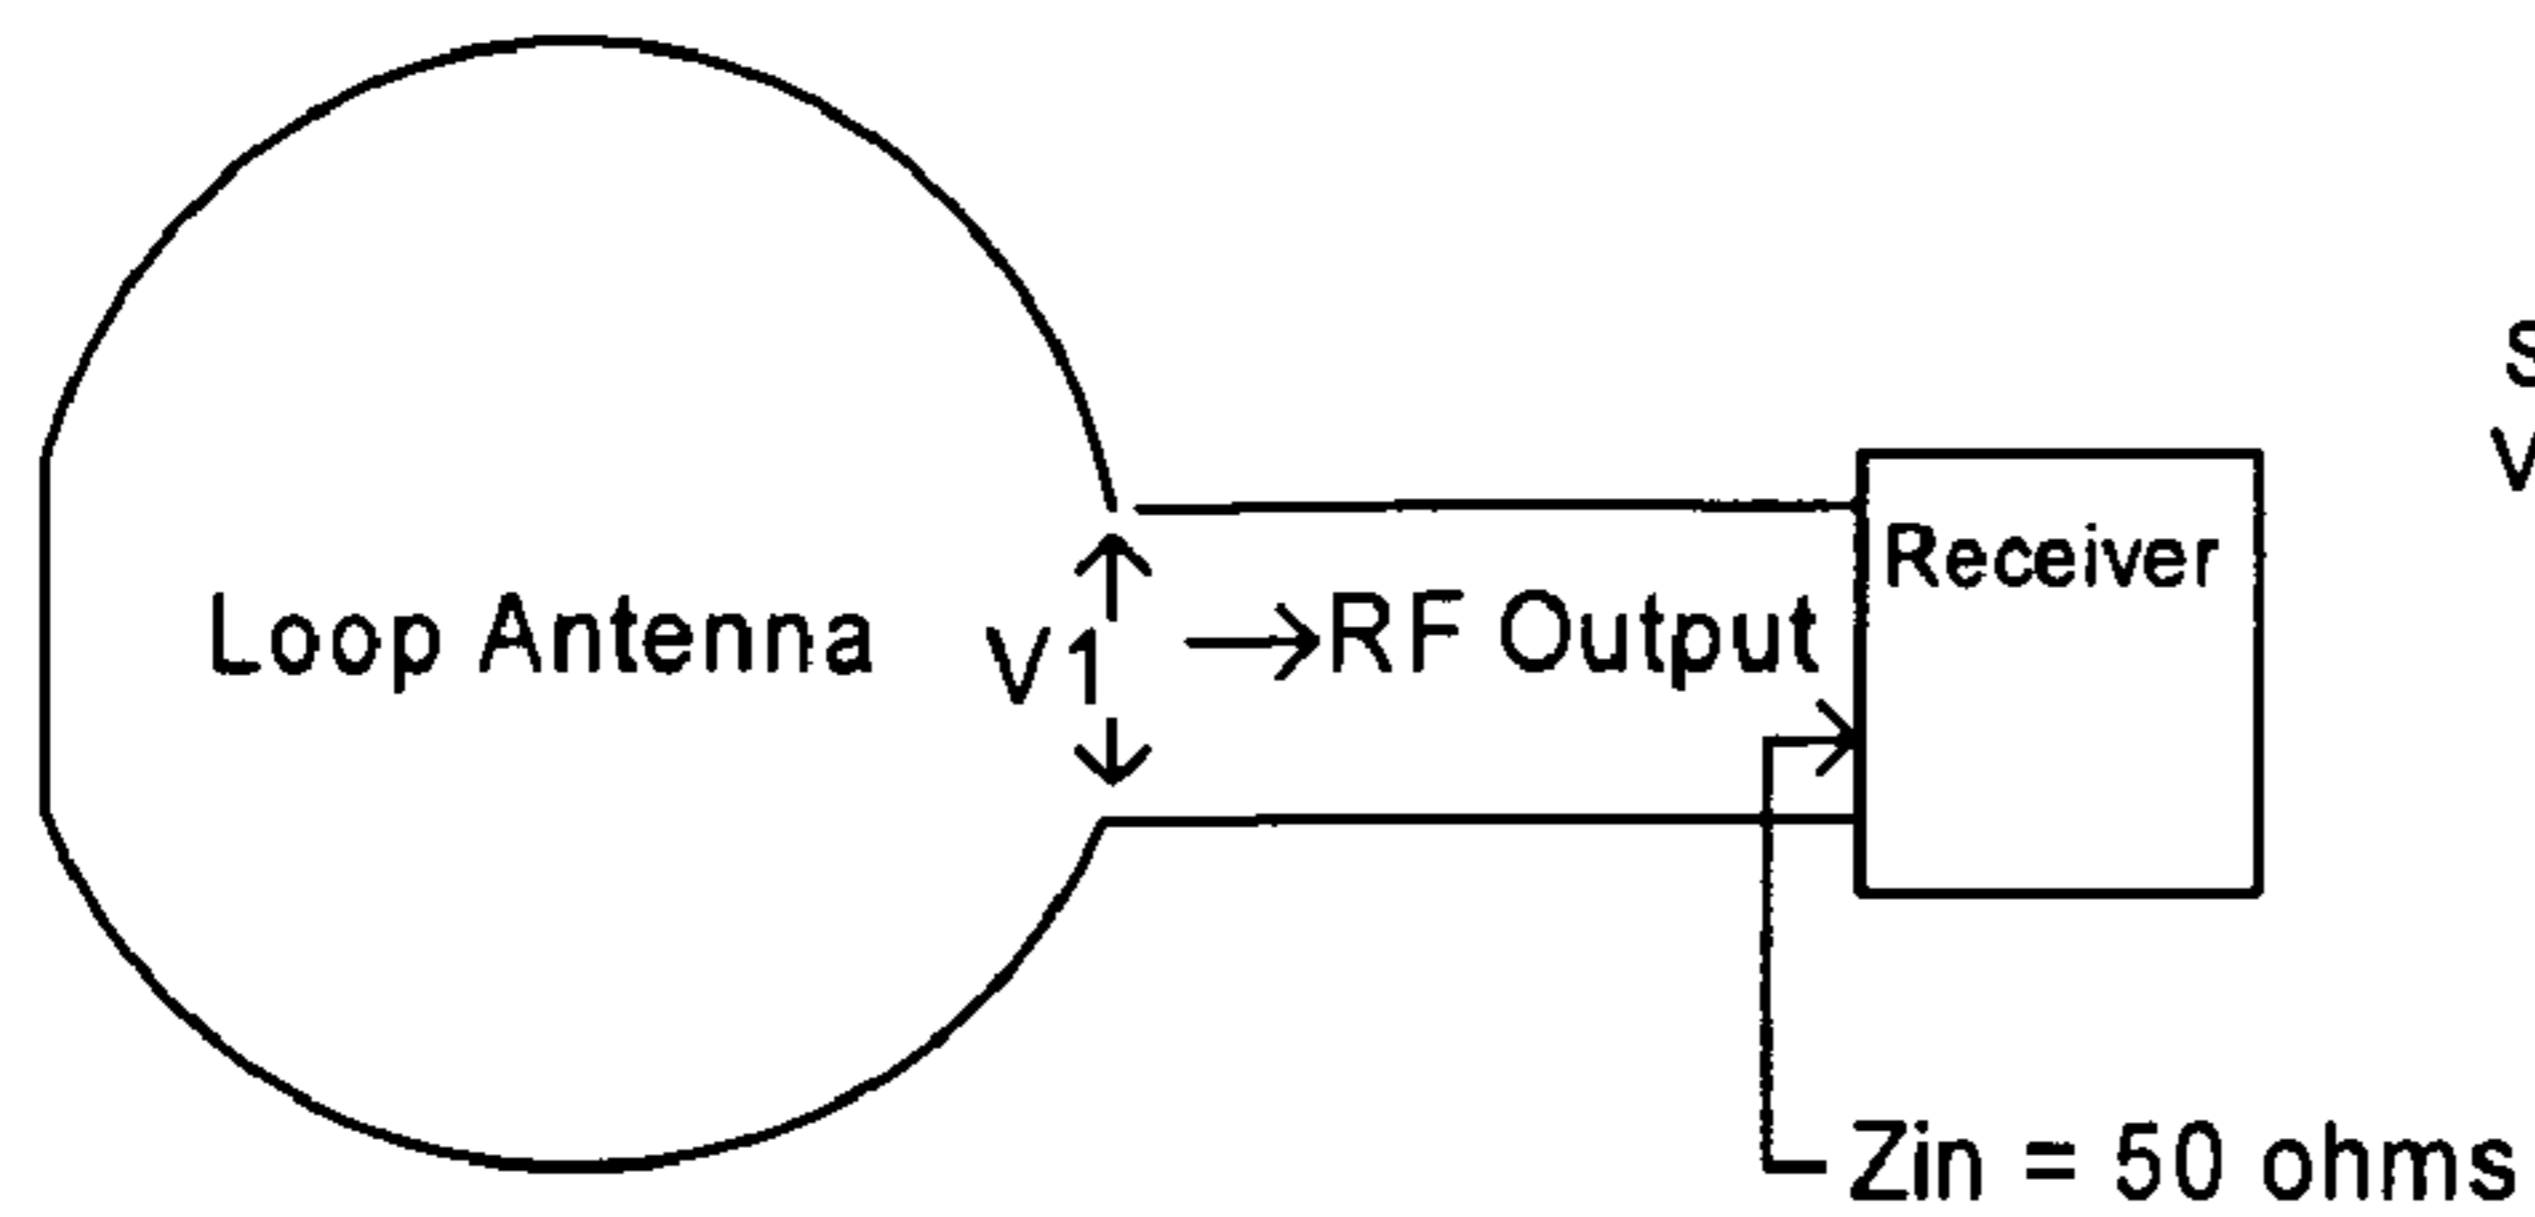 Receiver
Loop Antenna
V1
RF Output
Zin = 50 ohms